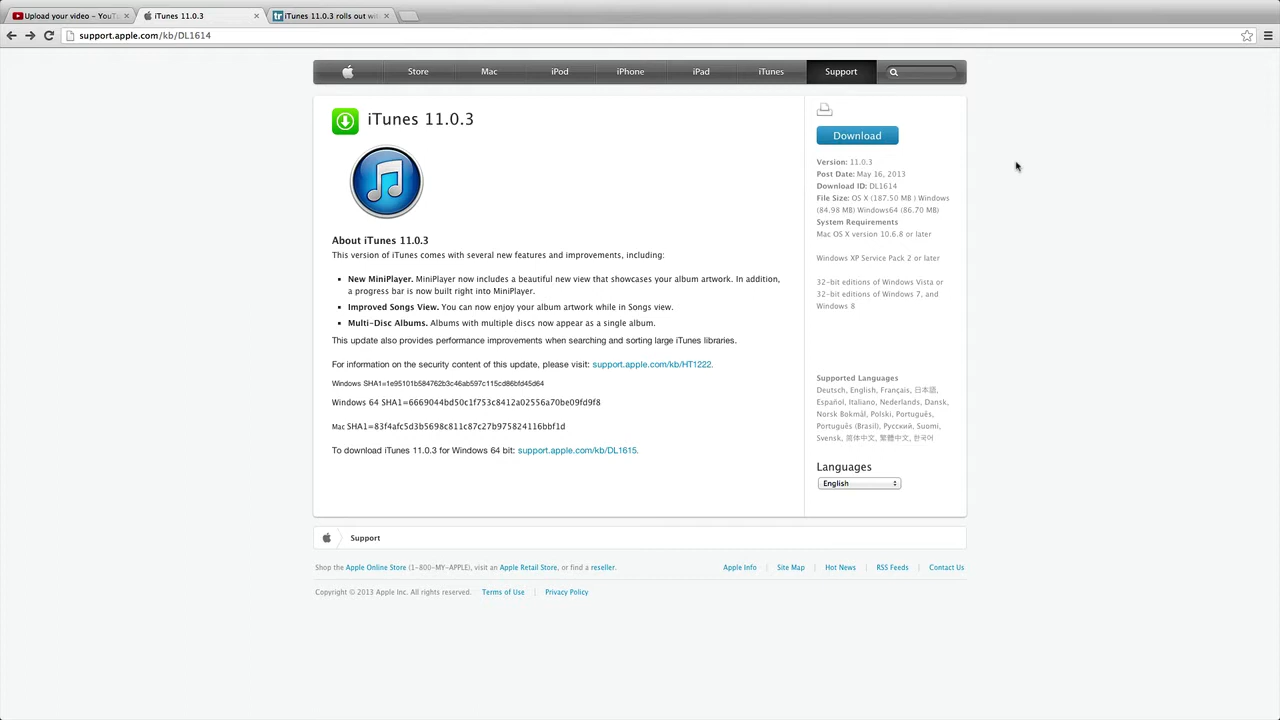 Upload your video – YouT
iTunes 11.0.3
iTunes 11.0.3 rolls out wi
support.apple.com/kb/DL1614
Store Mac iPod iPhone iPad iTunes Support
iTunes 11.0.3
About iTunes 11.0.3
This version of iTunes comes with several new features and improvements, including:
New MiniPlayer. MiniPlayer now includes a beautiful new view that showcases your album artwork. In addition,
a progress bar is now built right into MiniPlayer.
Improved Songs View. You can now enjoy your album artwork while in Songs view.
Multi-Disc Albums. Albums with multiple discs now appear as a single album.
This update also provides performance improvements when searching and sorting large iTunes libraries.
For information on the security content of this update, please visit: support.apple.com/kb/HT1222.
Windows SHA1=1e95101b584762b3c46ab597c115cd86bfd45d64
Windows 64 SHA1=6669044bd50c1f753c8412a02556a70be09fd9f8
Mac SHA1=83f4afc5d3b5698c811c87c27b975824116bbf1d
To download iTunes 11.0.3 for Windows 64 bit: support.apple.com/kb/DL1615.
Download
Version: 11.0.3
Post Date: May 16, 2013
Download ID: DL1614
File Size: OS X (187.50 MB ) Windows
(84.98 MB) Windows64 (86.70 MB)
System Requirements
Mac OS X version 10.6.8 or later
Windows XP Service Pack 2 or later
32-bit editions of Windows Vista or
32-bit editions of Windows 7, and
Windows 8
Supported Languages
Deutsch, English, Français, 日本語,
Español, Italiano, Nederlands, Dansk,
Norsk Bokmål, Polski, Português,
Português (Brasil), Русский, Suomi,
Svensk, 简体中文, 繁體中文, 한국어
Languages
English
Support
Shop the Apple Online Store (1-800-MY-APPLE), visit an Apple Retail Store, or find a reseller.
Apple Info Site Map Hot News RSS Feeds Contact Us
Copyright © 2013 Apple Inc. All rights reserved. Terms of Use Privacy Policy